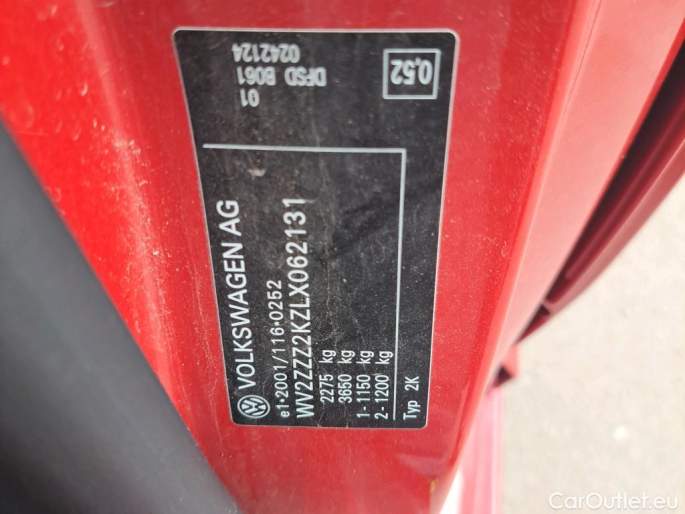 VOLKSWAGEN AG
e1*2001/116*0252
WV2ZZZ2KZLX062131
2275 kg
3650 kg
1-1150 kg
2-1200 kg
Typ 2K
01
DFSD B061
0242124
0,52
CarOutlet.eu